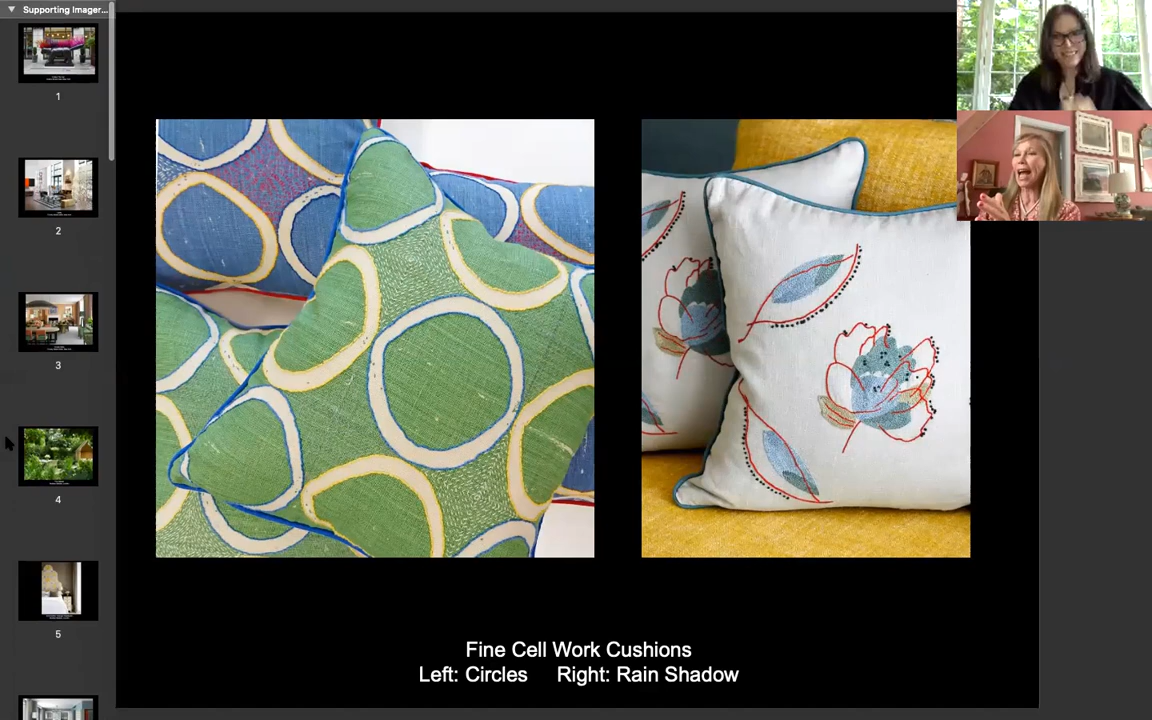 Supporting Imager...
1
2
3
4
5
Fine Cell Work Cushions
Left: Circles Right: Rain Shadow